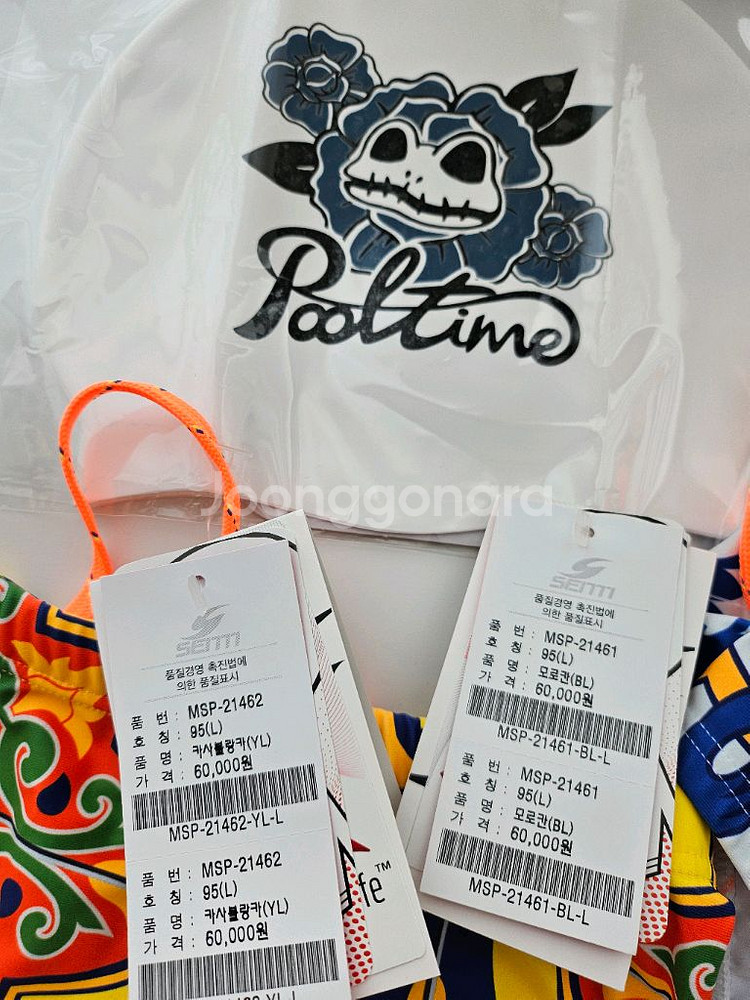 Pooltime
Joonggonara
SENTI
품질경영 촉진법에
의한 품질표시
품 번 : MSP-21462
호 칭 : 95(L)
품 명 : 카사블랑카(YL)
가 격 : 60,000원
MSP-21462-YL-L
품 번 : MSP-21462
호 칭 : 95(L)
품 명 : 카사블랑카(YL)
가 격 : 60,000원
MSP-21462-YL-L
SENTI
품질경영 촉진법에
의한 품질표시
품 번 : MSP-21461
호 칭 : 95(L)
품 명 : 모로칸(BL)
가 격 : 60,000원
MSP-21461-BL-L
품 번 : MSP-21461
호 칭 : 95(L)
품 명 : 모로칸(BL)
가 격 : 60,000원
MSP-21461-BL-L
fe™